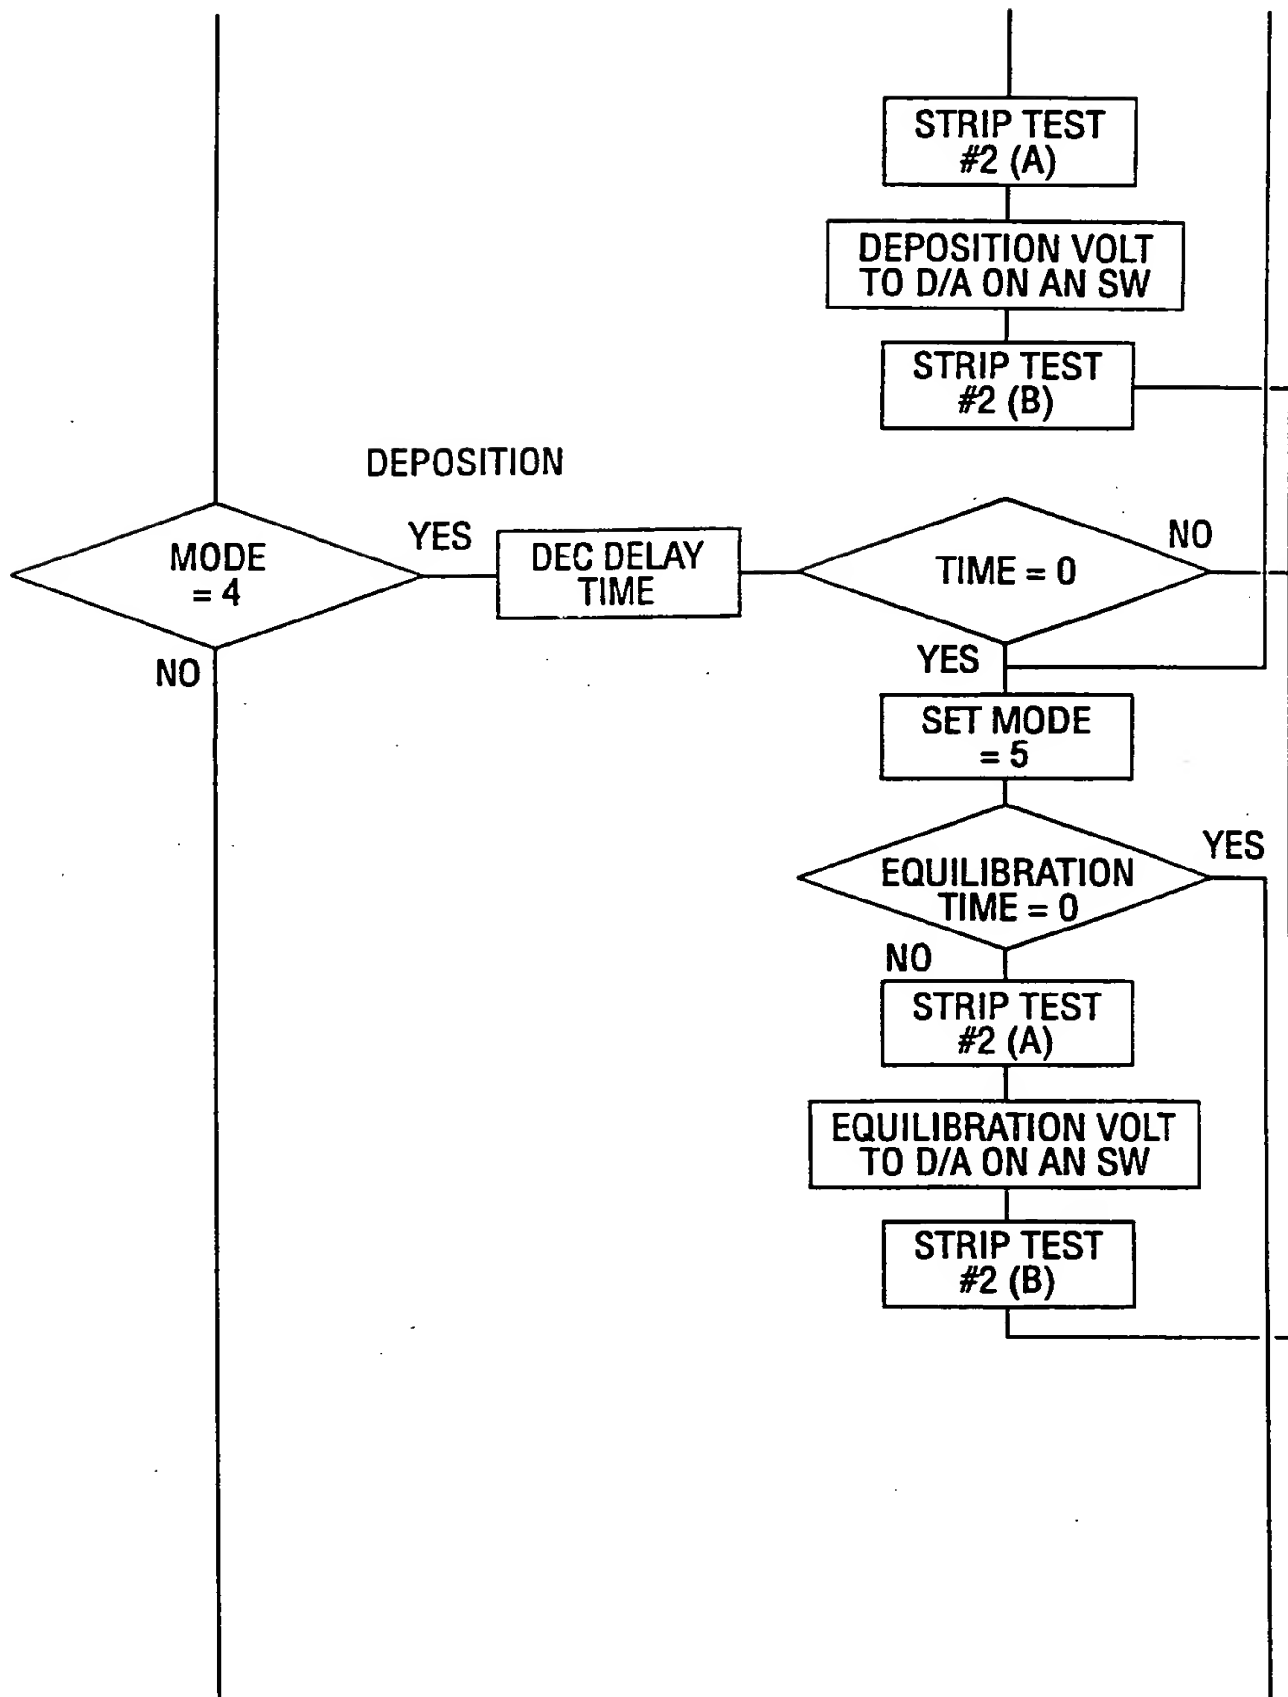 STRIP TEST
#2 (A)
DEPOSITION VOLT
TO D/A ON AN SW
STRIP TEST
#2 (B)
DEPOSITION
MODE
= 4
YES
NO
DEC DELAY
TIME
TIME = 0
NO
YES
SET MODE
= 5
EQUILIBRATION
TIME = 0
YES
NO
STRIP TEST
#2 (A)
EQUILIBRATION VOLT
TO D/A ON AN SW
STRIP TEST
#2 (B)